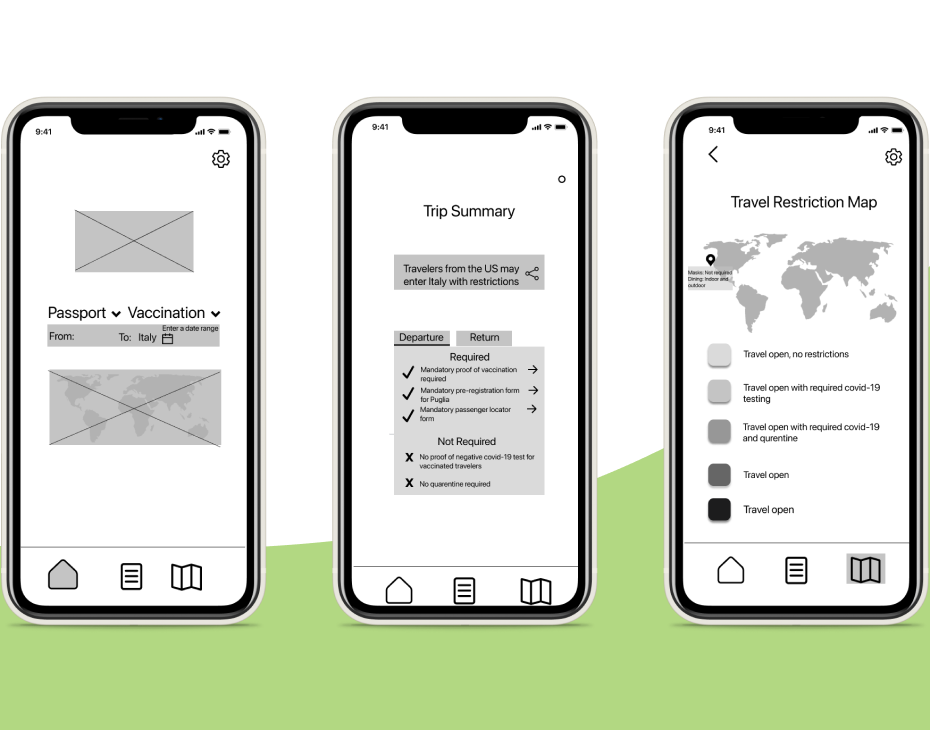 9:41
Passport Vaccination
Enter a date range
From: To: Italy
9:41
Trip Summary
Travelers from the US may
enter Italy with restrictions
Departure Return
Required
Mandatory proof of vaccination
required
Mandatory pre-registration form
for Puglia
Mandatory passenger locator
form
Not Required
X No proof of negative covid-19 test for
vaccinated travelers
X No quarentine required
9:41
Travel Restriction Map
Masks: Not required
Dining: Indoor and
outdoor
Travel open, no restrictions
Travel open with required covid-19
testing
Travel open with required covid-19
and qurentine
Travel open
Travel open